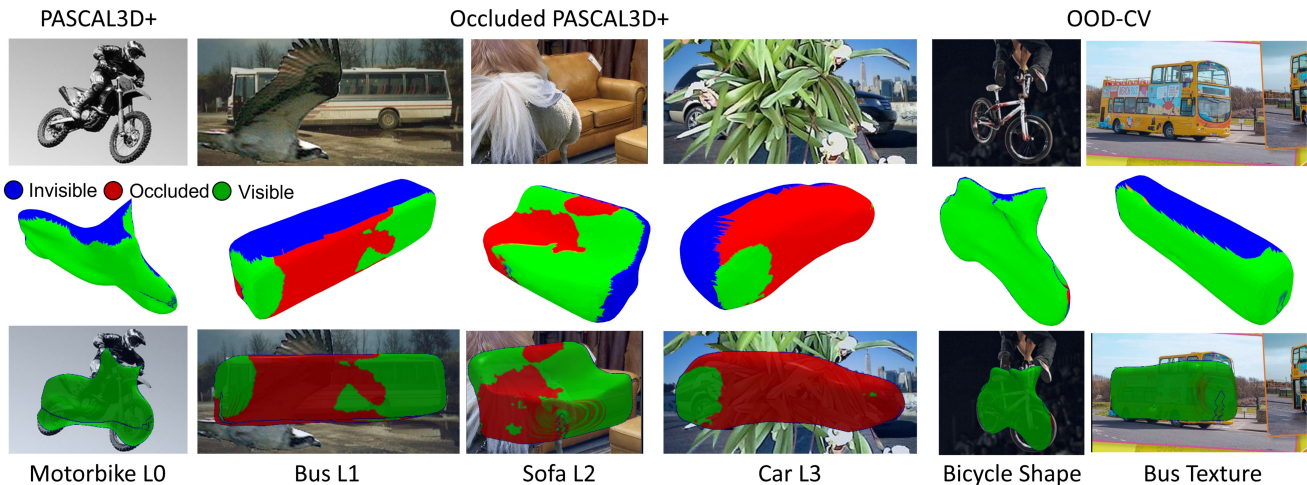 PASCAL3D+
Occluded PASCAL3D+
OOD-CV
Invisible
Occluded
Visible
Motorbike L0
Bus L1
Sofa L2
Car L3
Bicycle Shape
Bus Texture